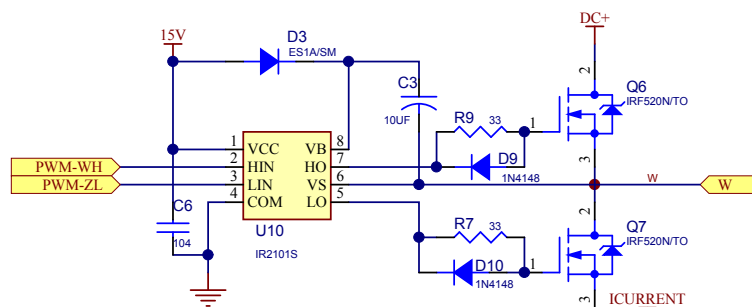 DC+
15V
D3
ES1A/SM
C3
10UF
2
Q6
IRF520N/TO
R9
33
1
D9
1N4148
3
1 VCC VB 8
2 HIN HO 7
3 LIN VS 6
4 COM LO 5
PWM-WH
PWM-ZL
W
W
C6
104
U10
IR2101S
2
Q7
IRF520N/TO
R7
33
1
D10
1N4148
3
ICURRENT